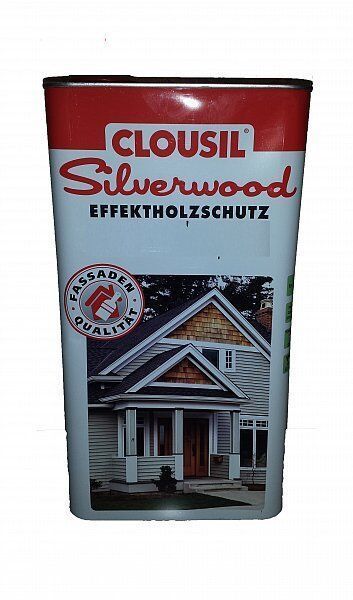 CLOUSIL®
Silverwood
EFFEKTHOLZSCHUTZ
FASSADEN
QUALITÄT